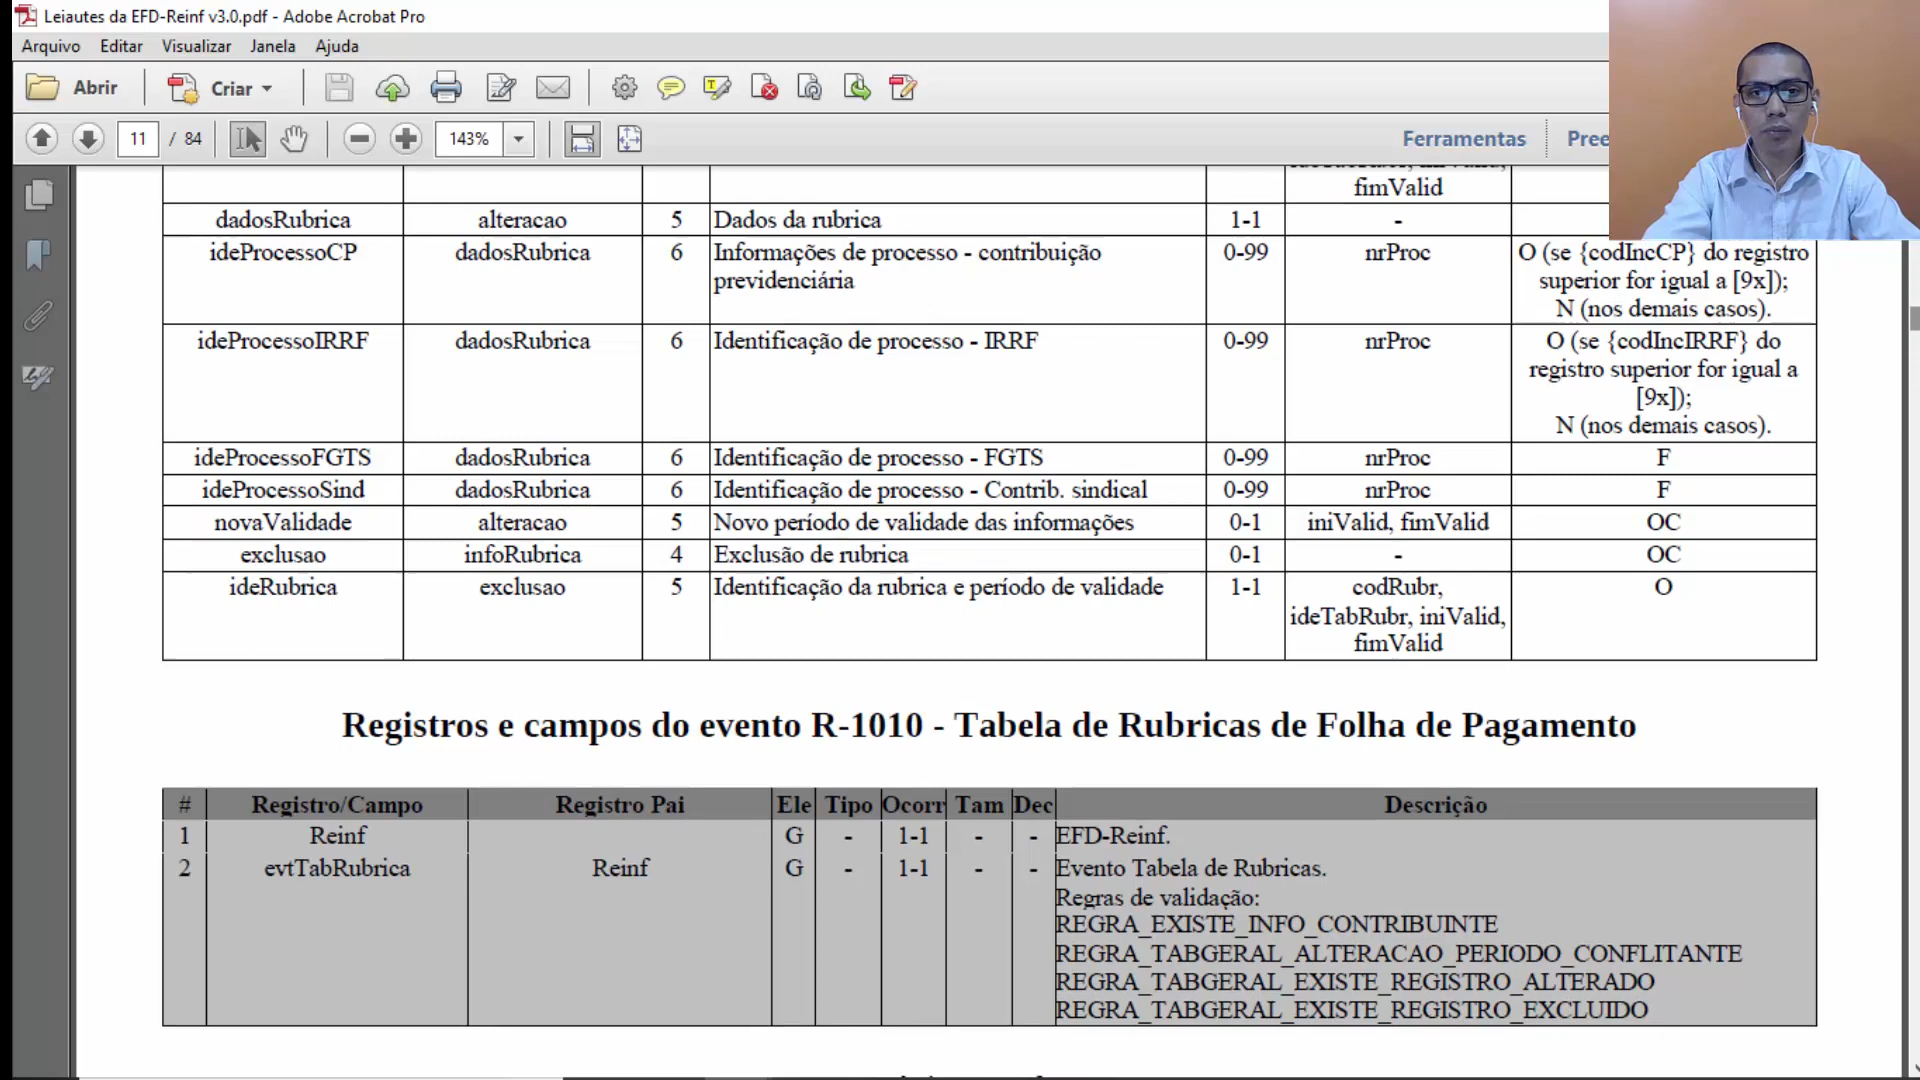 Leiautes da EFD-Reinf v3.0.pdf - Adobe Acrobat Pro
Arquivo Editar Visualizar Janela Ajuda
Abrir Criar
11 / 84 143% Ferramentas Pree
fimValid
dadosRubrica alteracao 5 Dados da rubrica 1-1 -
ideProcessoCP dadosRubrica 6 Informações de processo - contribuição 0-99 nrProc O (se {codIncCP} do registro
previdenciária superior for igual a [9x]);
N (nos demais casos).
ideProcessoIRRF dadosRubrica 6 Identificação de processo - IRRF 0-99 nrProc O (se {codIncIRRF} do
registro superior for igual a
[9x]);
N (nos demais casos).
ideProcessoFGTS dadosRubrica 6 Identificação de processo - FGTS 0-99 nrProc F
ideProcessoSind dadosRubrica 6 Identificação de processo - Contrib. sindical 0-99 nrProc F
novaValidade alteracao 5 Novo período de validade das informações 0-1 iniValid, fimValid OC
exclusao infoRubrica 4 Exclusão de rubrica 0-1 - OC
ideRubrica exclusao 5 Identificação da rubrica e período de validade 1-1 codRubr, O
ideTabRubr, iniValid,
fimValid
Registros e campos do evento R-1010 - Tabela de Rubricas de Folha de Pagamento
# Registro/Campo Registro Pai Ele Tipo Ocorr Tam Dec Descrição
1 Reinf G - 1-1 - - EFD-Reinf.
2 evtTabRubrica Reinf G - 1-1 - - Evento Tabela de Rubricas.
Regras de validação:
REGRA_EXISTE_INFO_CONTRIBUINTE
REGRA_TABGERAL_ALTERACAO_PERIODO_CONFLITANTE
REGRA_TABGERAL_EXISTE_REGISTRO_ALTERADO
REGRA_TABGERAL_EXISTE_REGISTRO_EXCLUIDO